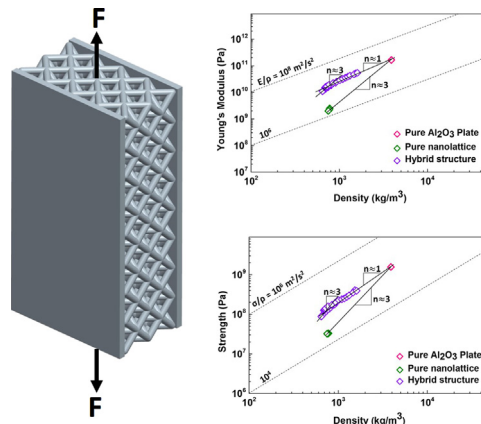 F
F
Young's Modulus (Pa)
10¹²
10¹¹
10¹⁰
10⁹
10⁸
10⁷
E/ρ = 10⁸ m²/s²
n≈3
n≈1
n≈3
10⁶
Pure Al₂O₃ Plate
Pure nanolattice
Hybrid structure
10²
10³
10⁴
Density (kg/m³)
Strength (Pa)
10⁹
10⁸
10⁷
10⁶
σ/ρ = 10⁶ m²/s²
n≈3
n≈1
n≈3
10⁴
Pure Al₂O₃ Plate
Pure nanolattice
Hybrid structure
10²
10³
10⁴
Density (kg/m³)